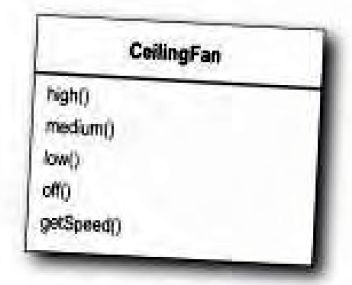 CeilingFan
high()
medium()
low()
off()
getSpeed()